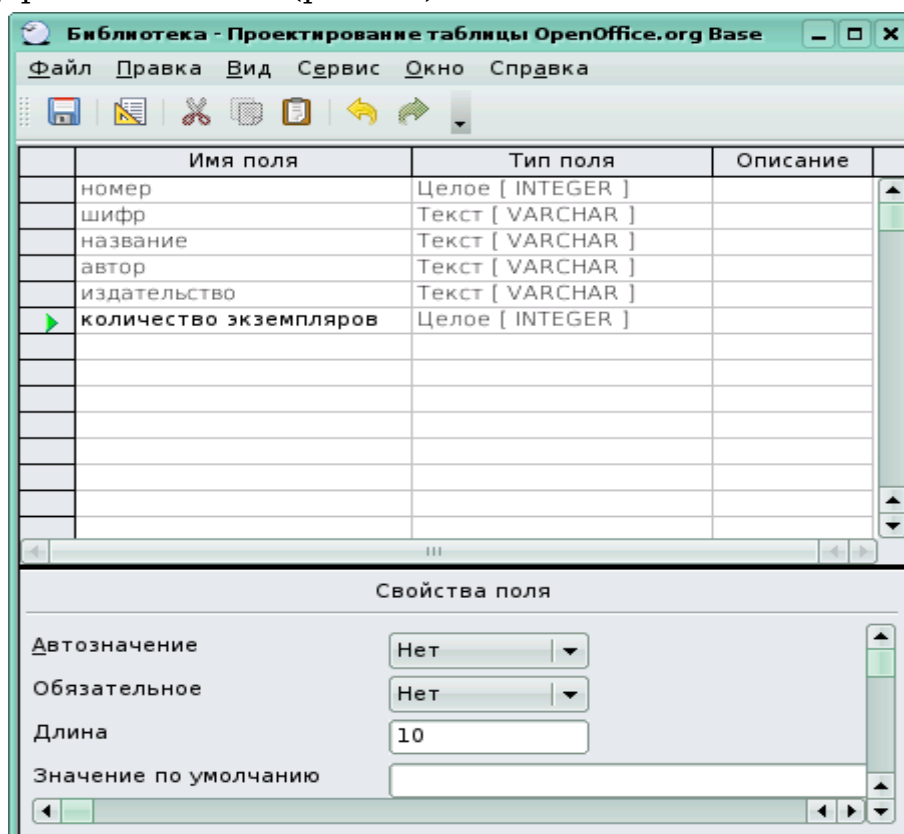 Библиотека - Проектирование таблицы OpenOffice.org Base
Файл Правка Вид Сервис Окно Справка
Имя поля Тип поля Описание
номер Целое [ INTEGER ]
шифр Текст [ VARCHAR ]
название Текст [ VARCHAR ]
автор Текст [ VARCHAR ]
издательство Текст [ VARCHAR ]
количество экземпляров Целое [ INTEGER ]
Свойства поля
Автозначение Нет
Обязательное Нет
Длина 10
Значение по умолчанию